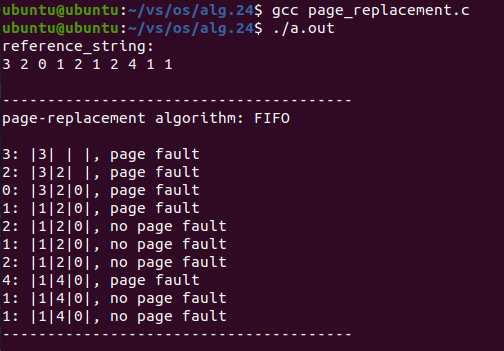 ubuntu@ubuntu:~/vs/os/alg.24$ gcc page_replacement.c
ubuntu@ubuntu:~/vs/os/alg.24$ ./a.out
reference_string:
3 2 0 1 2 1 2 4 1 1
---------------------------------------
page-replacement algorithm: FIFO
3: |3| | |, page fault
2: |3|2| |, page fault
0: |3|2|0|, page fault
1: |1|2|0|, page fault
2: |1|2|0|, no page fault
1: |1|2|0|, no page fault
2: |1|2|0|, no page fault
4: |1|4|0|, page fault
1: |1|4|0|, no page fault
1: |1|4|0|, no page fault
---------------------------------------